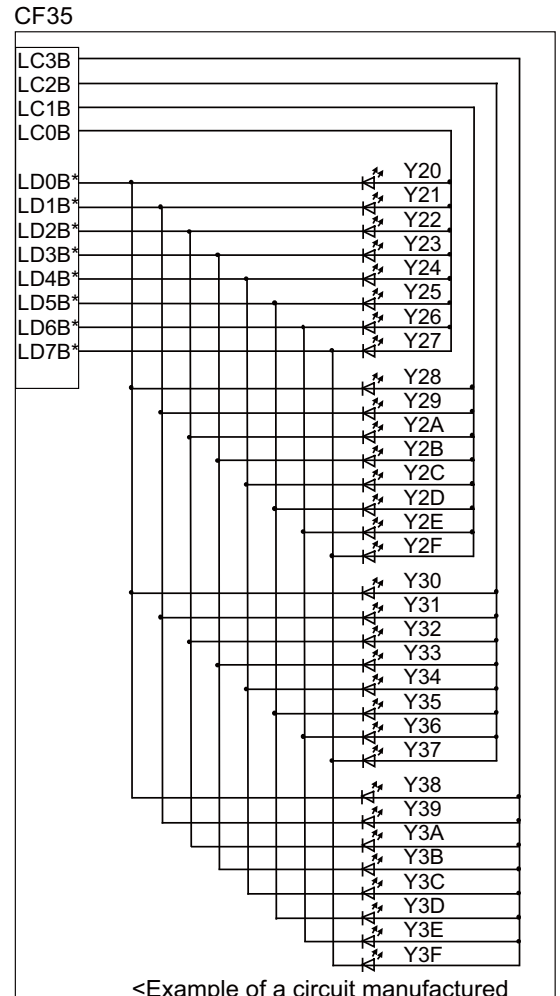 CF35
LC3B
LC2B
LC1B
LC0B
LD0B*
LD1B*
LD2B*
LD3B*
LD4B*
LD5B*
LD6B*
LD7B*
Y20
Y21
Y22
Y23
Y24
Y25
Y26
Y27
Y28
Y29
Y2A
Y2B
Y2C
Y2D
Y2E
Y2F
Y30
Y31
Y32
Y33
Y34
Y35
Y36
Y37
Y38
Y39
Y3A
Y3B
Y3C
Y3D
Y3E
Y3F
<Example of a circuit manufactured